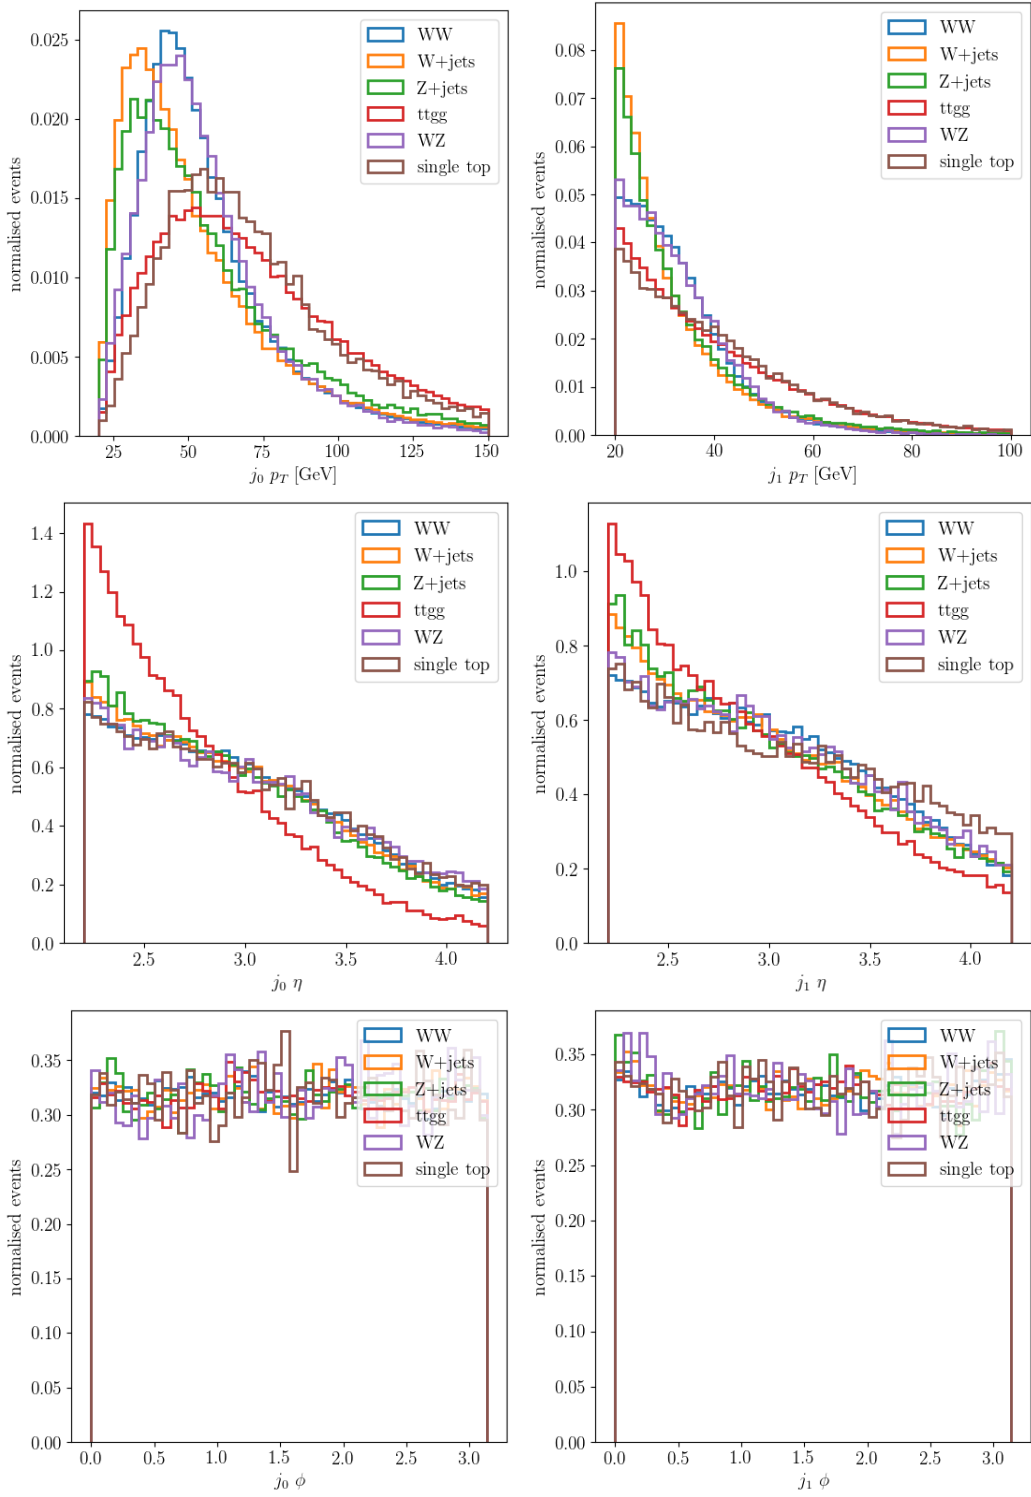 0.025
0.020
0.015
0.010
0.005
0.000
normalised events
25
50
75
100
125
150
j0 pT [GeV]
WW
W+jets
Z+jets
ttgg
WZ
single top
0.08
0.07
0.06
0.05
0.04
0.03
0.02
0.01
0.00
normalised events
20
40
60
80
100
j1 pT [GeV]
WW
W+jets
Z+jets
ttgg
WZ
single top
1.4
1.2
1.0
0.8
0.6
0.4
0.2
0.0
normalised events
2.5
3.0
3.5
4.0
j0 η
WW
W+jets
Z+jets
ttgg
WZ
single top
1.0
0.8
0.6
0.4
0.2
0.0
normalised events
2.5
3.0
3.5
4.0
j1 η
WW
W+jets
Z+jets
ttgg
WZ
single top
0.35
0.30
0.25
0.20
0.15
0.10
0.05
0.00
normalised events
0.0
0.5
1.0
1.5
2.0
2.5
3.0
j0 ϕ
WW
W+jets
Z+jets
ttgg
WZ
single top
0.35
0.30
0.25
0.20
0.15
0.10
0.05
0.00
normalised events
0.0
0.5
1.0
1.5
2.0
2.5
3.0
j1 ϕ
WW
W+jets
Z+jets
ttgg
WZ
single top